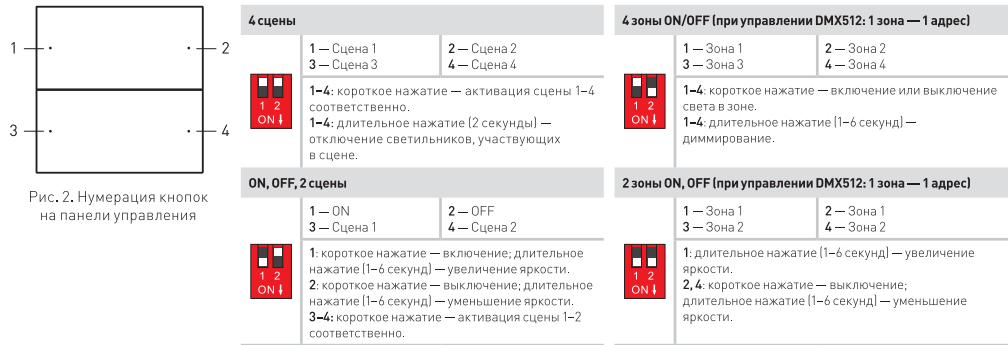 1
2
3
4
Рис. 2. Нумерация кнопок
на панели управления
4 сцены
1 — Сцена 1
2 — Сцена 2
3 — Сцена 3
4 — Сцена 4
1 2
ON ↓
1–4: короткое нажатие — активация сцены 1–4
соответственно.
1–4: длительное нажатие (2 секунды) —
отключение светильников, участвующих
в сцене.
ON, OFF, 2 сцены
1 — ON
2 — OFF
3 — Сцена 1
4 — Сцена 2
1 2
ON ↓
1: короткое нажатие — включение; длительное
нажатие (1–6 секунд) — увеличение яркости.
2: короткое нажатие — выключение; длительное
нажатие (1–6 секунд) — уменьшение яркости.
3–4: короткое нажатие — активация сцены 1–2
соответственно.
4 зоны ON/OFF (при управлении DMX512: 1 зона — 1 адрес)
1 — Зона 1
2 — Зона 2
3 — Зона 3
4 — Зона 4
1 2
ON ↓
1–4: короткое нажатие — включение или выключение
света в зоне.
1–4: длительное нажатие (1–6 секунд) —
диммирование.
2 зоны ON, OFF (при управлении DMX512: 1 зона — 1 адрес)
1 — Зона 1
2 — Зона 1
3 — Зона 2
4 — Зона 2
1 2
ON ↓
1: длительное нажатие (1–6 секунд) — увеличение
яркости.
2, 4: короткое нажатие — выключение;
длительное нажатие (1–6 секунд) — уменьшение
яркости.